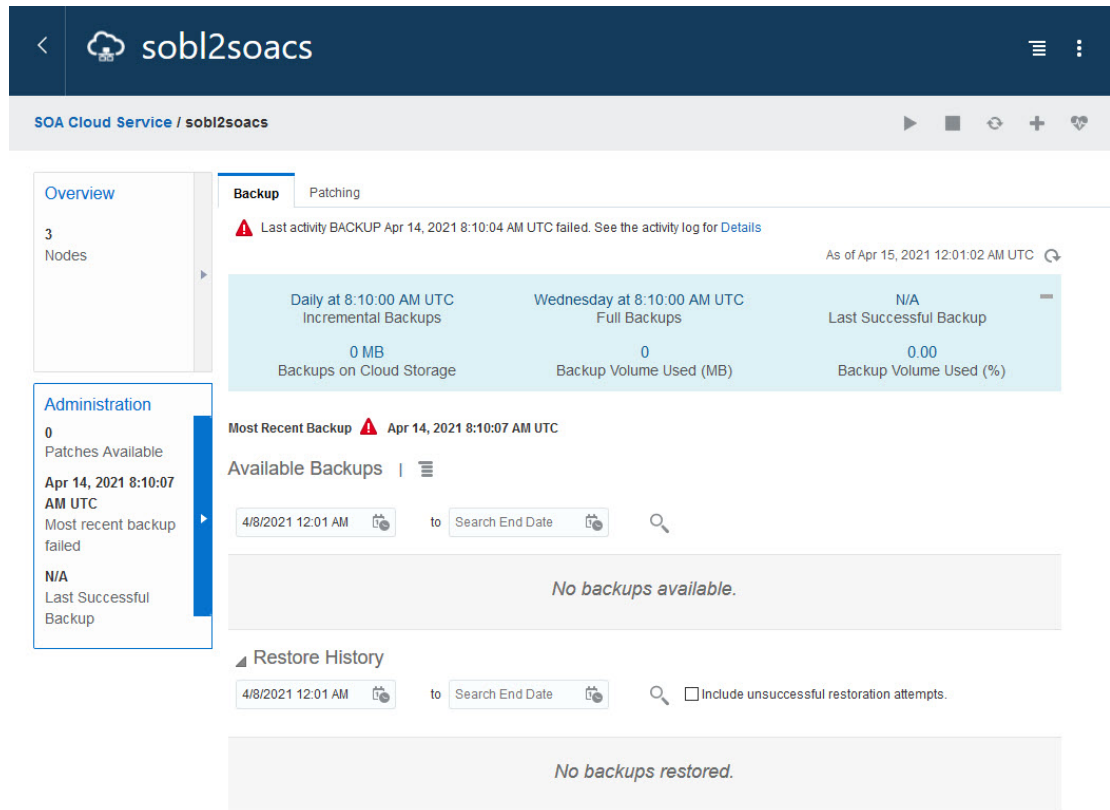 sobl2soacs
SOA Cloud Service / sobl2soacs
Overview
3
Nodes
Administration
0
Patches Available
Apr 14, 2021 8:10:07
AM UTC
Most recent backup
failed
N/A
Last Successful
Backup
Backup
Patching
Last activity BACKUP Apr 14, 2021 8:10:04 AM UTC failed. See the activity log for Details
As of Apr 15, 2021 12:01:02 AM UTC
Daily at 8:10:00 AM UTC
Incremental Backups
Wednesday at 8:10:00 AM UTC
Full Backups
N/A
Last Successful Backup
0 MB
Backups on Cloud Storage
0
Backup Volume Used (MB)
0.00
Backup Volume Used (%)
Most Recent Backup Apr 14, 2021 8:10:07 AM UTC
Available Backups |
4/8/2021 12:01 AM to Search End Date
No backups available.
Restore History
4/8/2021 12:01 AM to Search End Date Include unsuccessful restoration attempts.
No backups restored.